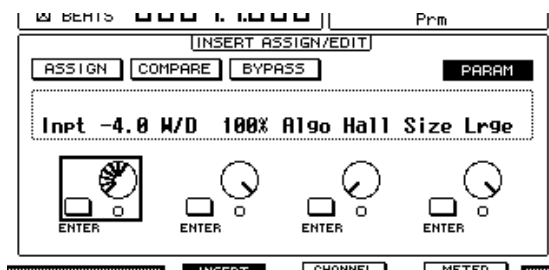 BEATS Prm
INSERT ASSIGN/EDIT
ASSIGN COMPARE BYPASS PARAM
Inpt -4.0 W/D 100% Algo Hall Size Lrge
ENTER ENTER ENTER ENTER
INSERT CHANNEL METER